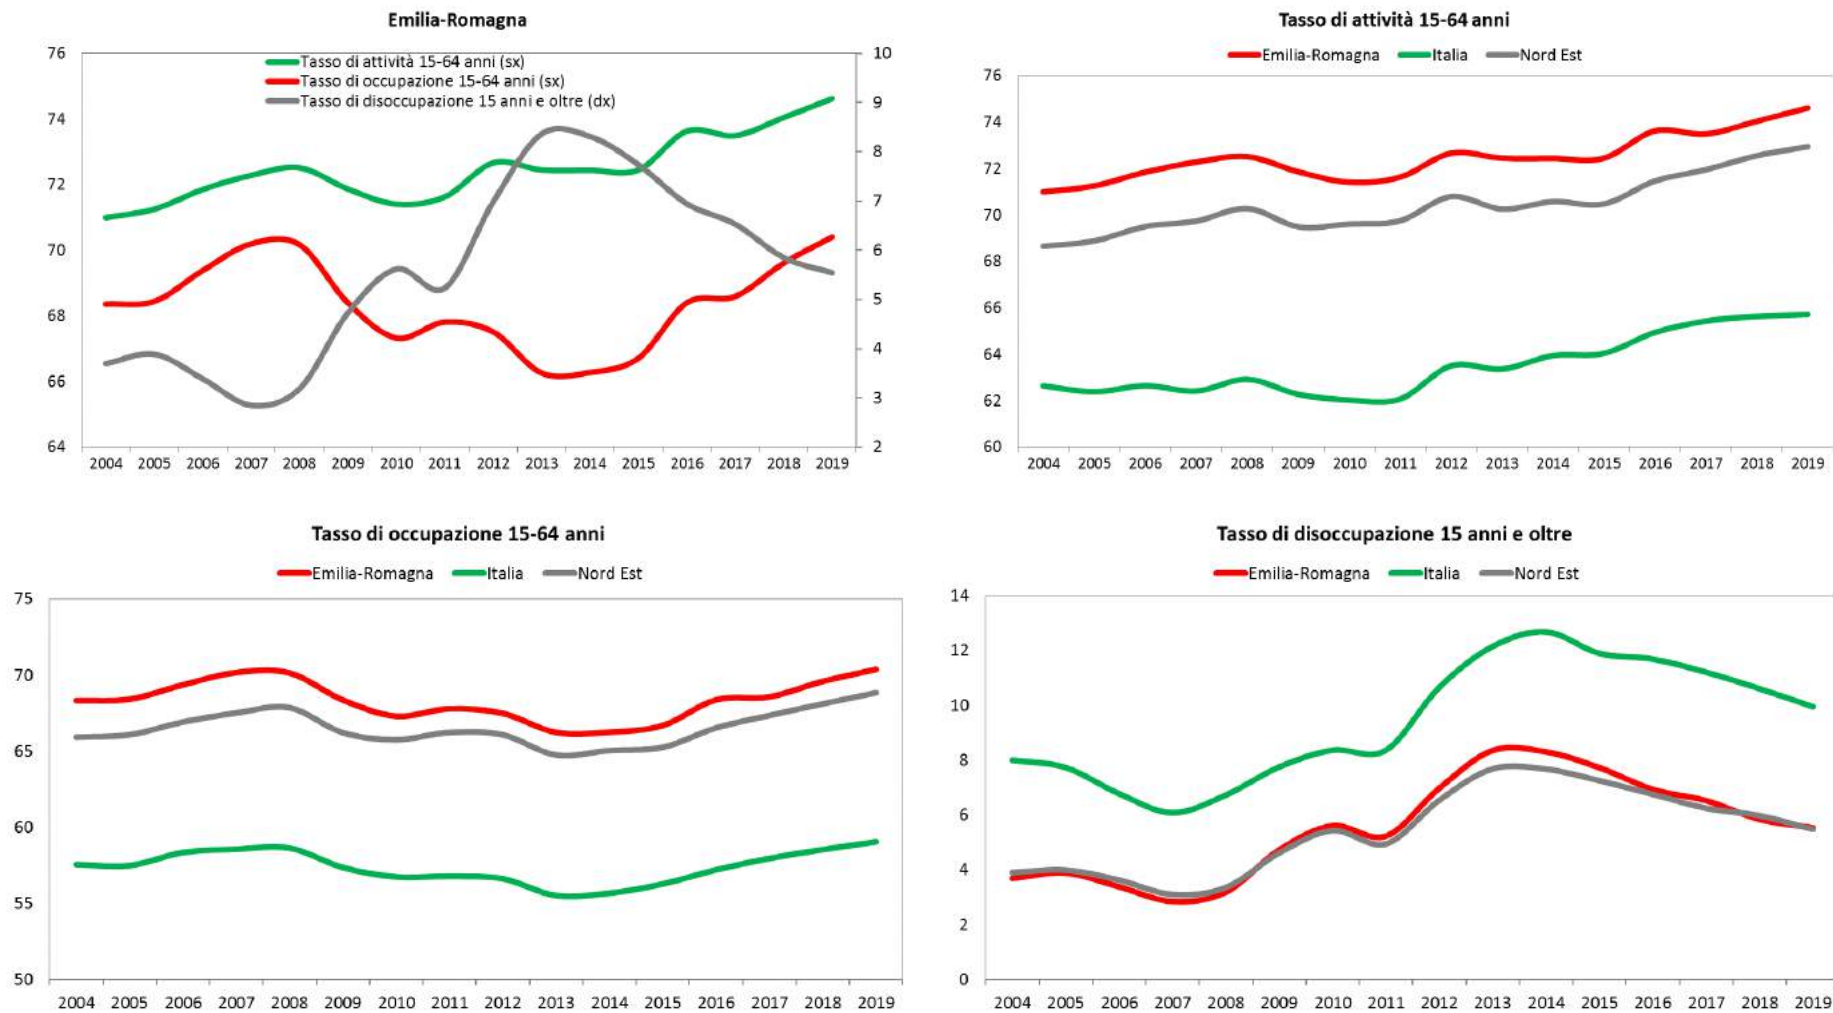 Emilia-Romagna
Tasso di attività 15-64 anni (sx)
Tasso di occupazione 15-64 anni (sx)
Tasso di disoccupazione 15 anni e oltre (dx)
76
74
72
70
68
66
64
10
9
8
7
6
5
4
3
2
2004 2005 2006 2007 2008 2009 2010 2011 2012 2013 2014 2015 2016 2017 2018 2019
Tasso di attività 15-64 anni
Emilia-Romagna Italia Nord Est
76
74
72
70
68
66
64
62
60
2004 2005 2006 2007 2008 2009 2010 2011 2012 2013 2014 2015 2016 2017 2018 2019
Tasso di occupazione 15-64 anni
Emilia-Romagna Italia Nord Est
75
70
65
60
55
50
2004 2005 2006 2007 2008 2009 2010 2011 2012 2013 2014 2015 2016 2017 2018 2019
Tasso di disoccupazione 15 anni e oltre
Emilia-Romagna Italia Nord Est
14
12
10
8
6
4
2
0
2004 2005 2006 2007 2008 2009 2010 2011 2012 2013 2014 2015 2016 2017 2018 2019